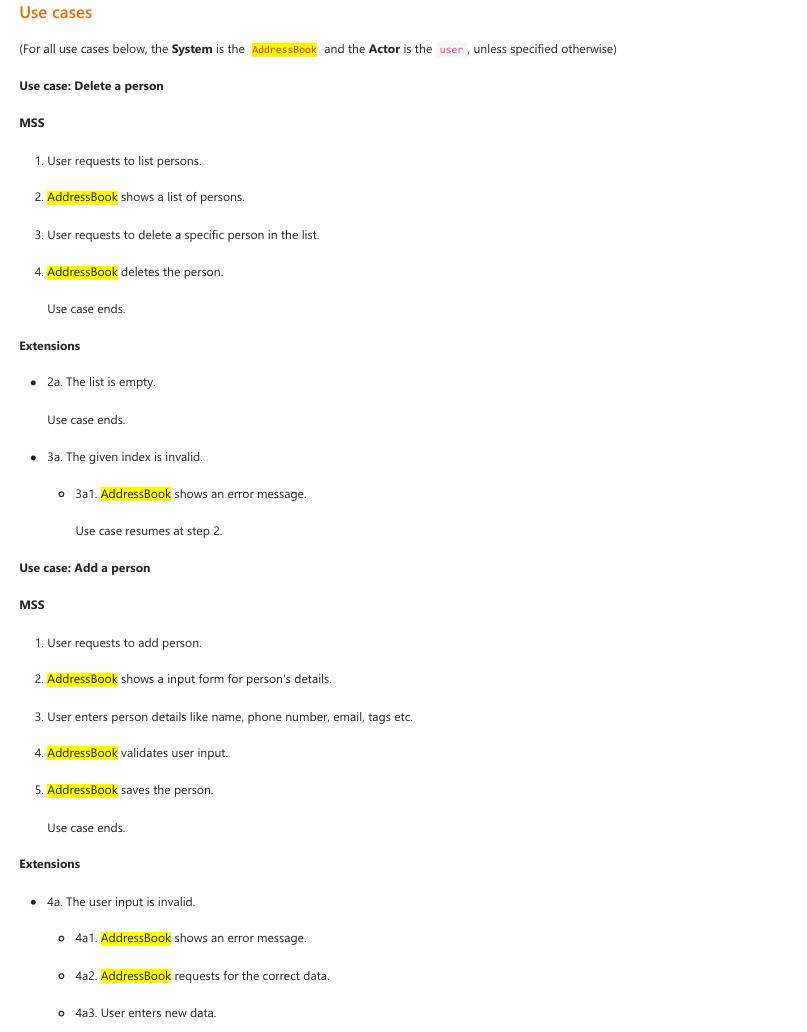 Use cases
(For all use cases below, the System is the AddressBook and the Actor is the user, unless specified otherwise)
Use case: Delete a person
MSS
1. User requests to list persons.
2. AddressBook shows a list of persons.
3. User requests to delete a specific person in the list.
4. AddressBook deletes the person.
Use case ends.
Extensions
• 2a. The list is empty.
Use case ends.
• 3a. The given index is invalid.
◦ 3a1. AddressBook shows an error message.
Use case resumes at step 2.
Use case: Add a person
MSS
1. User requests to add person.
2. AddressBook shows a input form for person's details.
3. User enters person details like name, phone number, email, tags etc.
4. AddressBook validates user input.
5. AddressBook saves the person.
Use case ends.
Extensions
• 4a. The user input is invalid.
◦ 4a1. AddressBook shows an error message.
◦ 4a2. AddressBook requests for the correct data.
◦ 4a3. User enters new data.